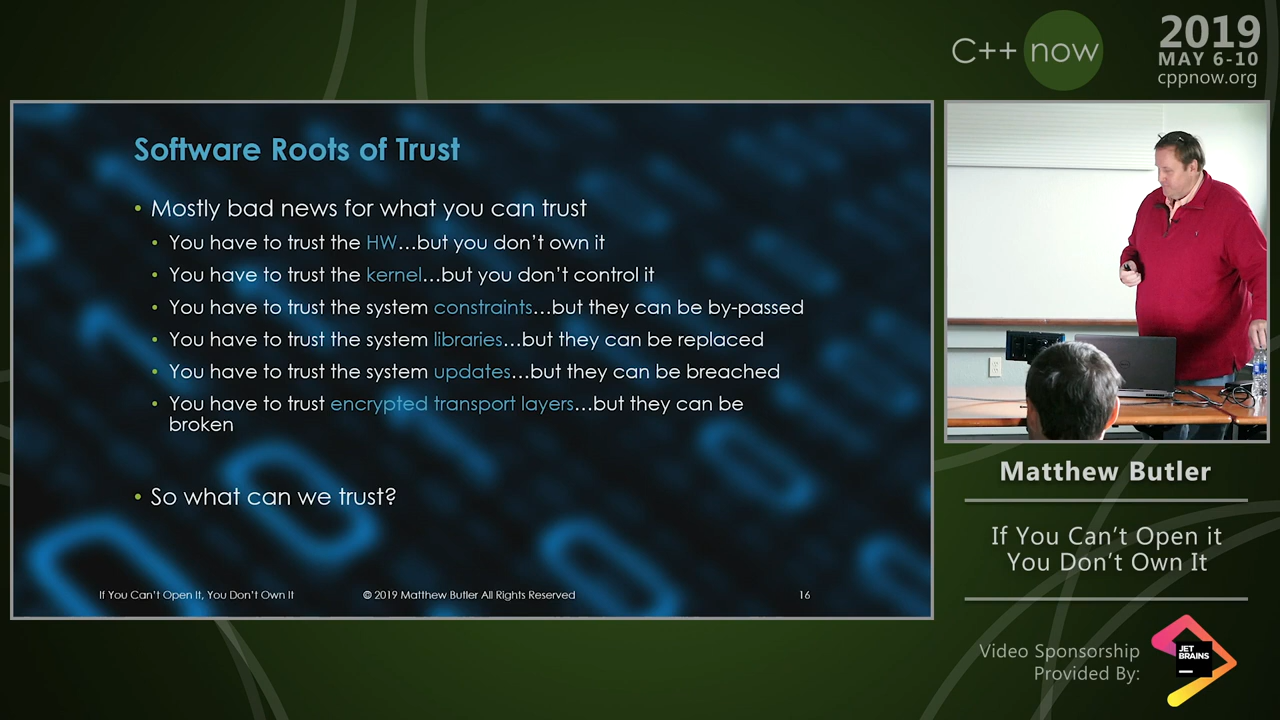 C++ now
2019
MAY 6-10
cppnow.org
Software Roots of Trust
• Mostly bad news for what you can trust
• You have to trust the HW...but you don't own it
• You have to trust the kernel...but you don't control it
• You have to trust the system constraints...but they can be by-passed
• You have to trust the system libraries...but they can be replaced
• You have to trust the system updates...but they can be breached
• You have to trust encrypted transport layers...but they can be
broken
• So what can we trust?
If You Can't Open It, You Don't Own It
© 2019 Matthew Butler All Rights Reserved
16
Matthew Butler
If You Can't Open it
You Don't Own It
Video Sponsorship
Provided By:
JET
BRAINS